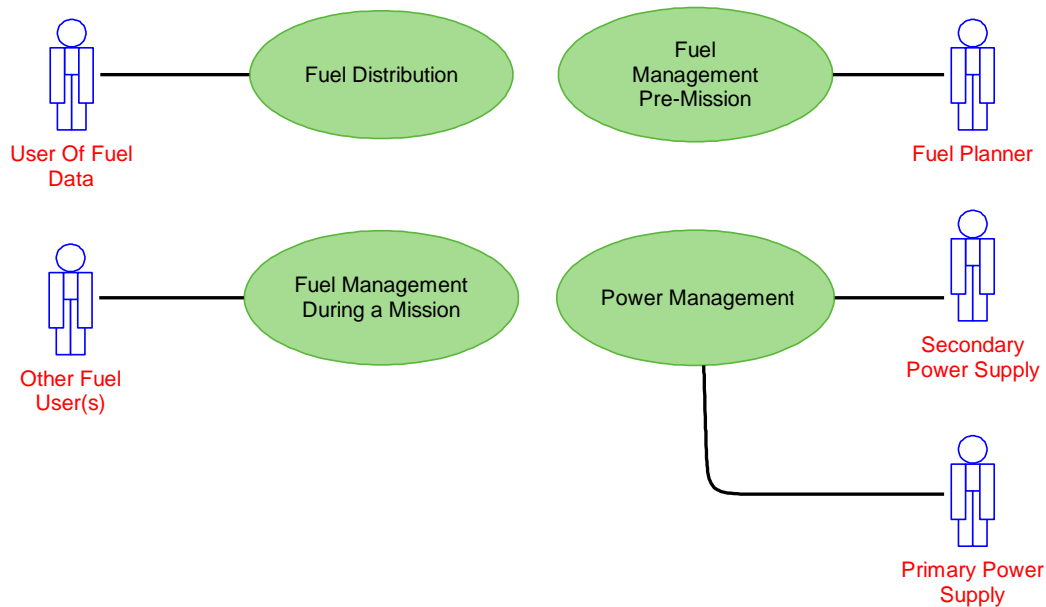 Fuel Distribution
Fuel
Management
Pre-Mission
User Of Fuel
Data
Fuel Planner
Fuel Management
During a Mission
Power Management
Other Fuel
User(s)
Secondary
Power Supply
Primary Power
Supply